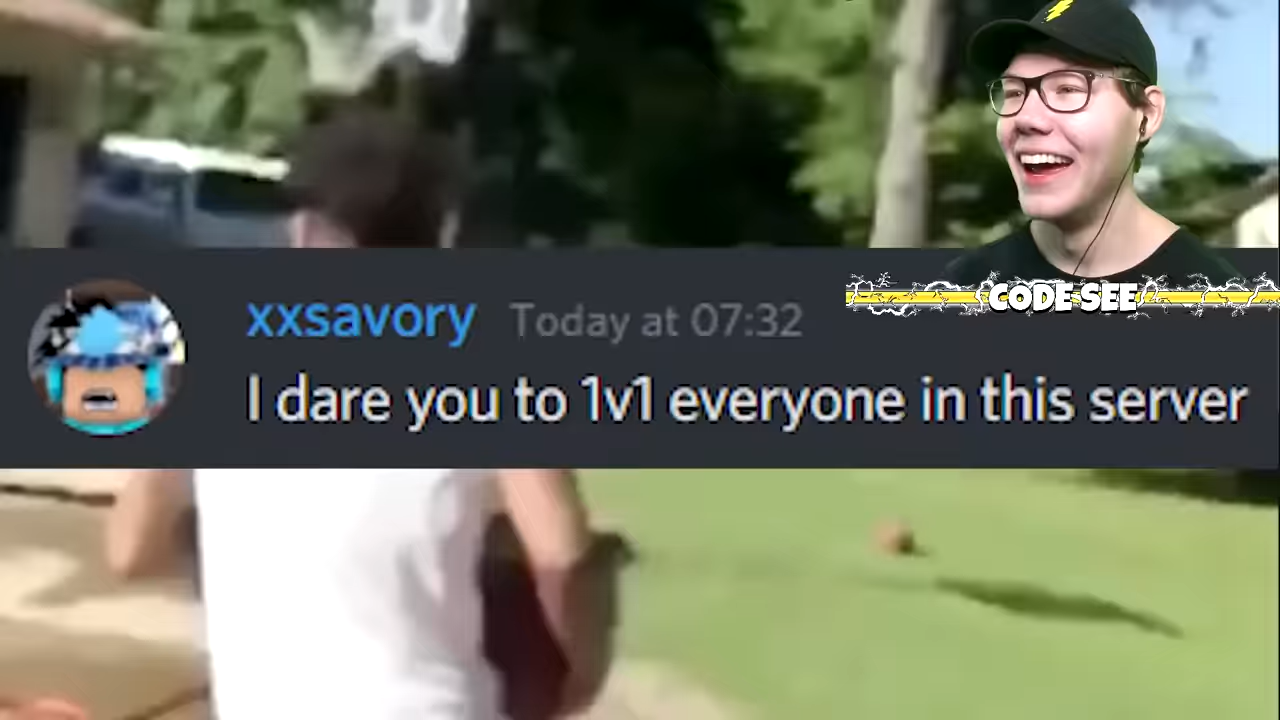 CODE SEE
xxsavory Today at 07:32
I dare you to 1v1 everyone in this server